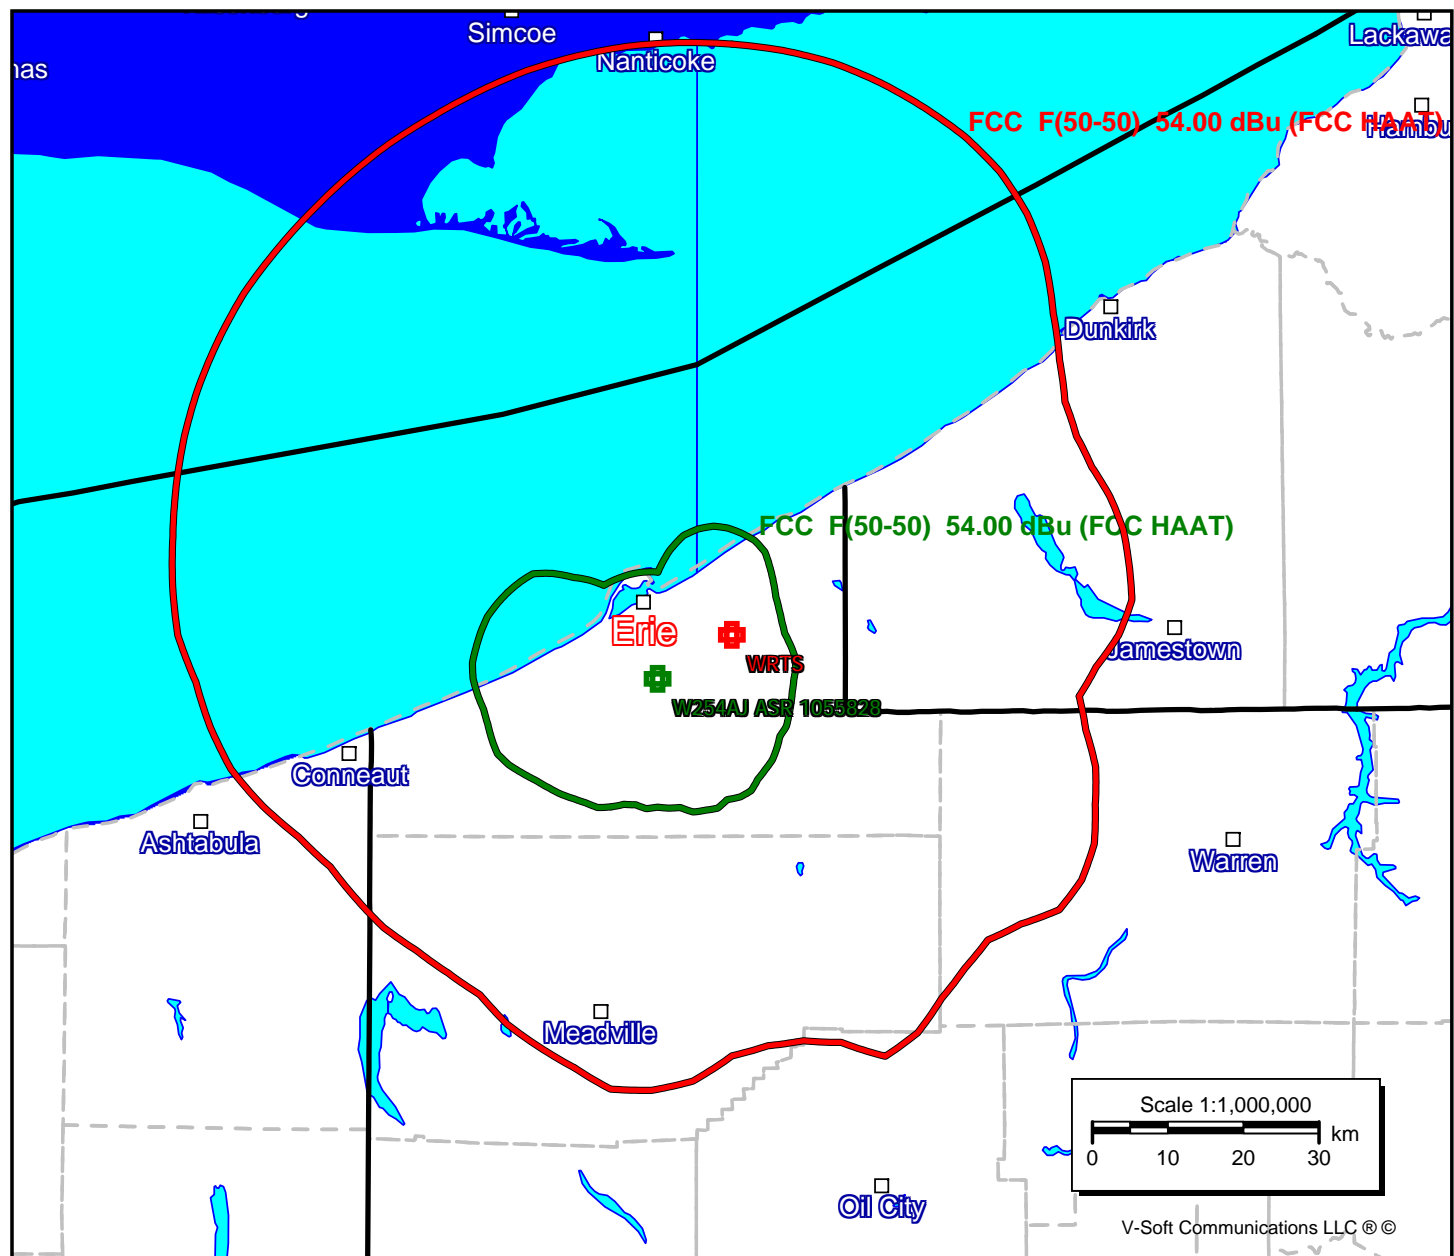 Simcoe
Lackawa
Nanticoke
nas
FCC F(50-50) 54.00 dBu (FCC HAAT)
Hambu
Dunkirk
FCC F(50-50) 54.00 dBu (FCC HAAT)
Erie
WRTS
Jamestown
W254AJ ASR 1055828
Conneaut
Ashtabula
Warren
Meadville
Scale 1:1,000,000
km
0 10 20 30
Oil City
V-Soft Communications LLC ® ©